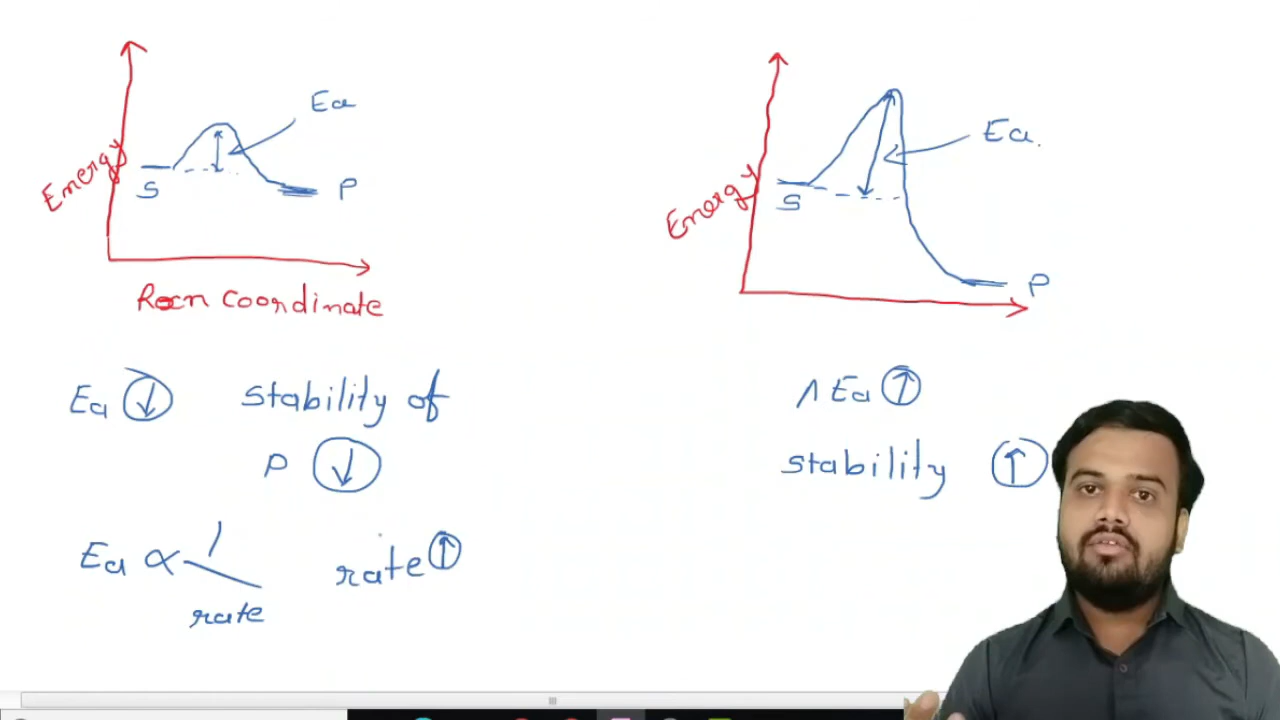 Ea
Energy
S
P
Rxn coordinate
Ea.
Energy
S
P
Ea ↓ stability of
P ↓
Ea ∝ 1
rate
rate ↑
Ea ↑
stability ↑